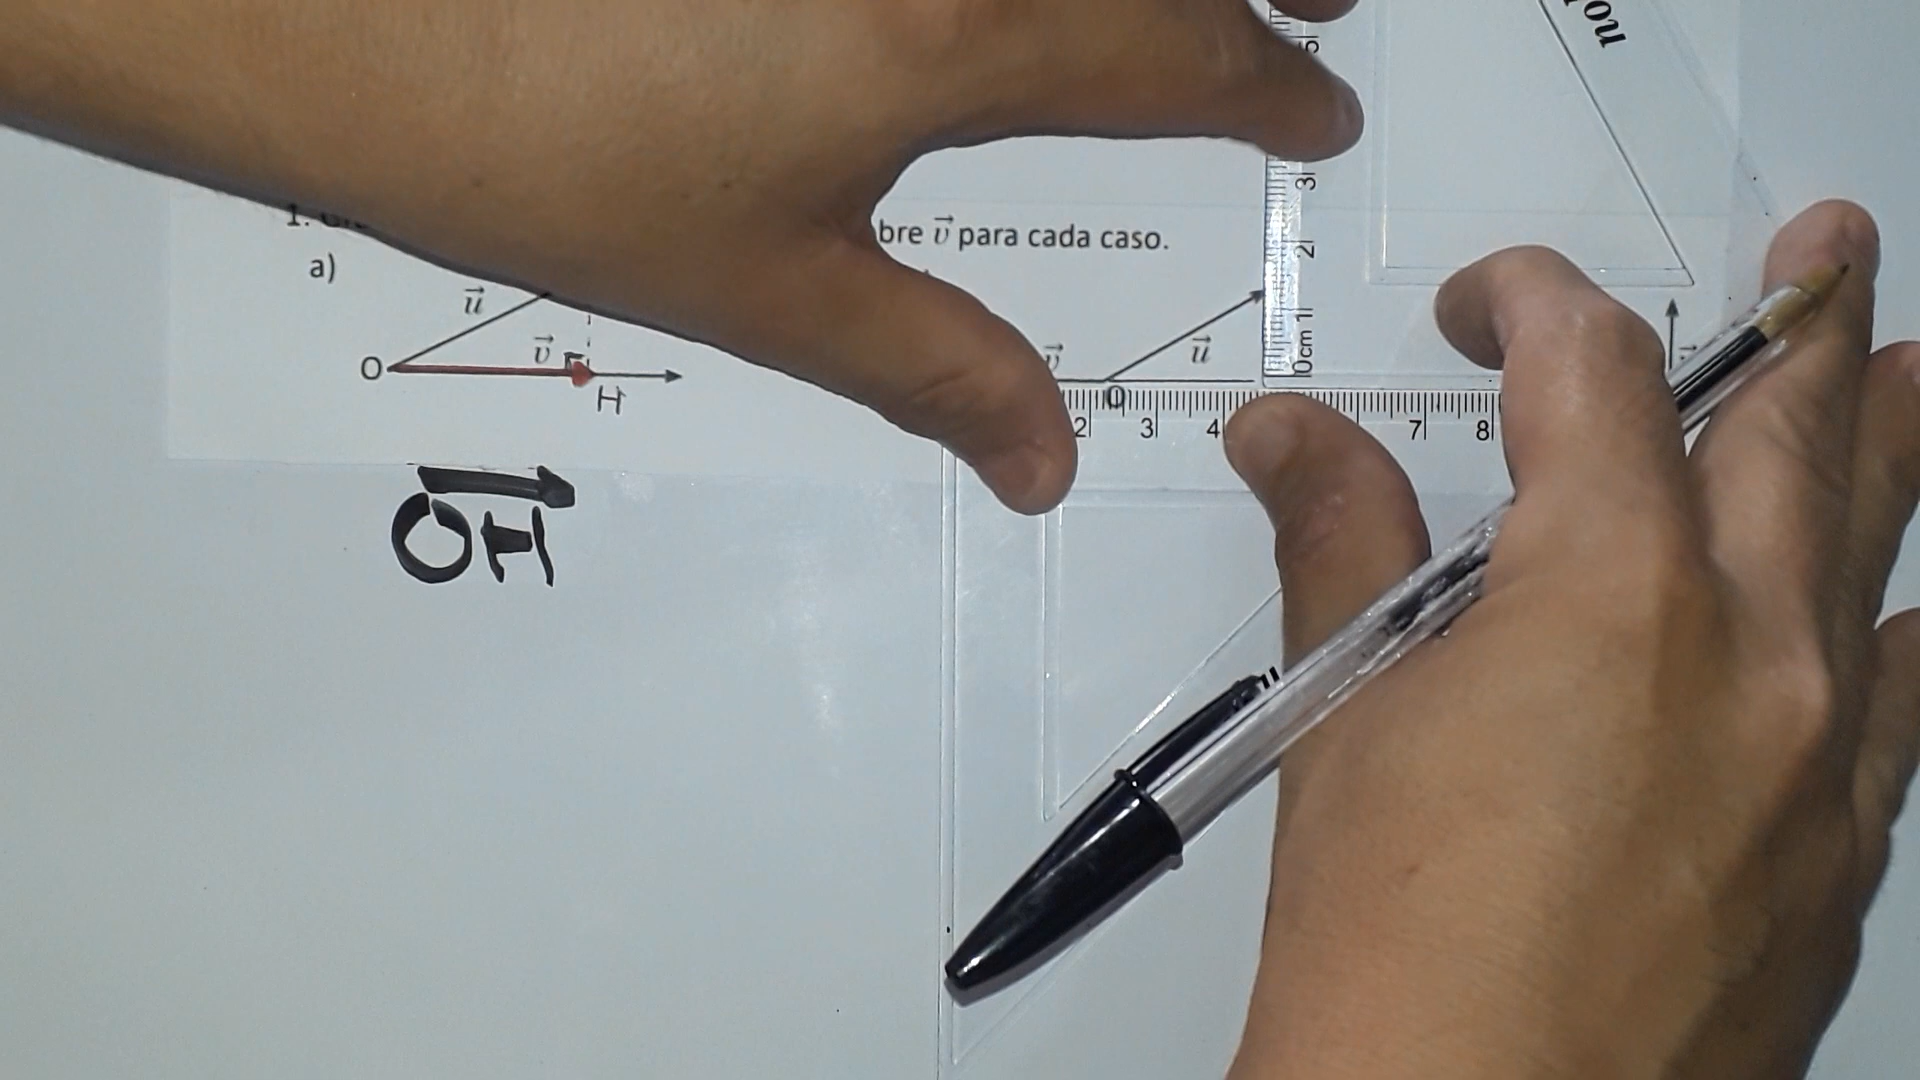 1.
bre v⃗ para cada caso.
a)
u⃗
v⃗
O
H
v⃗
u⃗
O
OH⃗
5
3
2
1
0cm
2 3 4 7 8